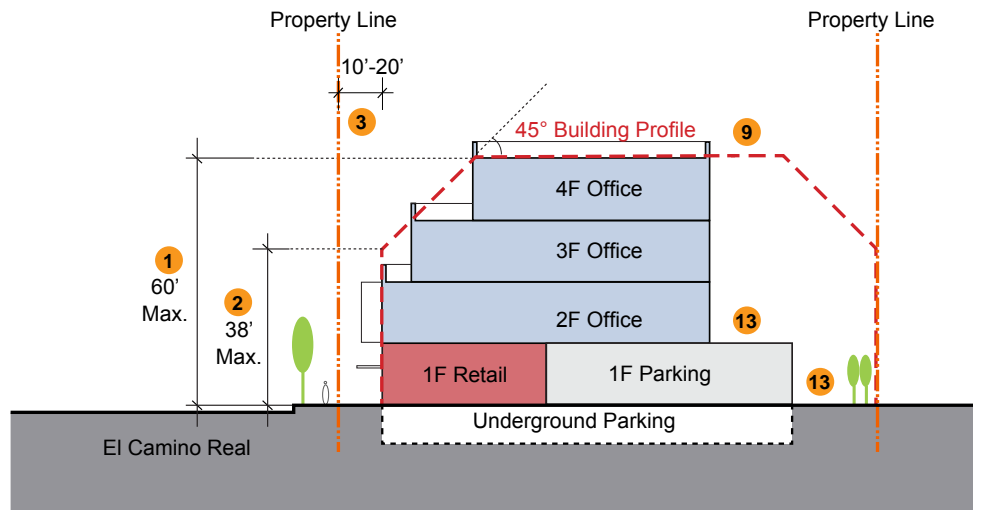 Property Line
Property Line
10’-20’
3
45° Building Profile
9
4F Office
3F Office
1
60’
Max.
2
38’
Max.
2F Office
13
1F Retail
1F Parking
13
Underground Parking
El Camino Real